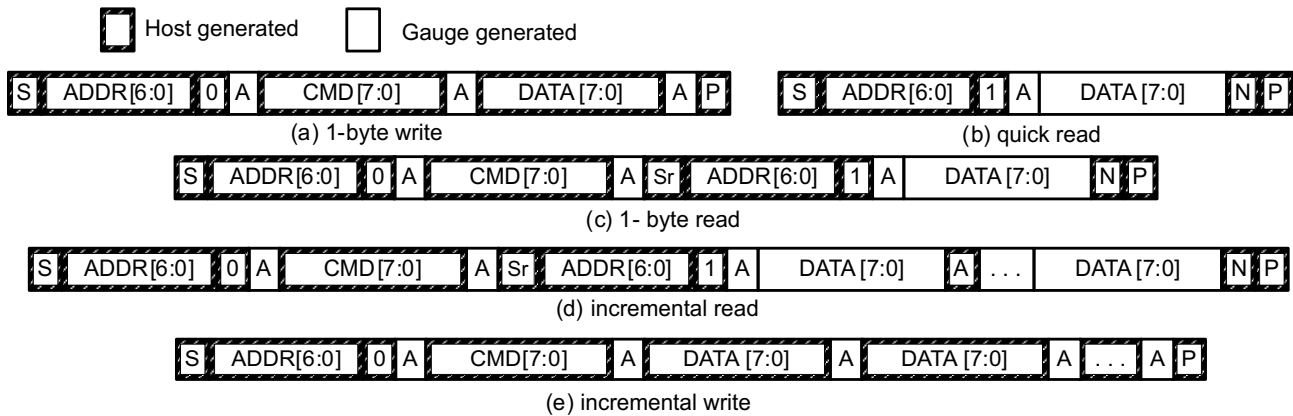 Host generated Gauge generated
S ADDR[6:0] 0 A CMD[7:0] A DATA [7:0] A P S ADDR[6:0] 1 A DATA [7:0] N P
(a) 1-byte write (b) quick read
S ADDR[6:0] 0 A CMD[7:0] A Sr ADDR[6:0] 1 A DATA [7:0] N P
(c) 1- byte read
S ADDR[6:0] 0 A CMD[7:0] A Sr ADDR[6:0] 1 A DATA [7:0] A . . . DATA [7:0] N P
(d) incremental read
S ADDR[6:0] 0 A CMD[7:0] A DATA [7:0] A DATA [7:0] A . . . A P
(e) incremental write